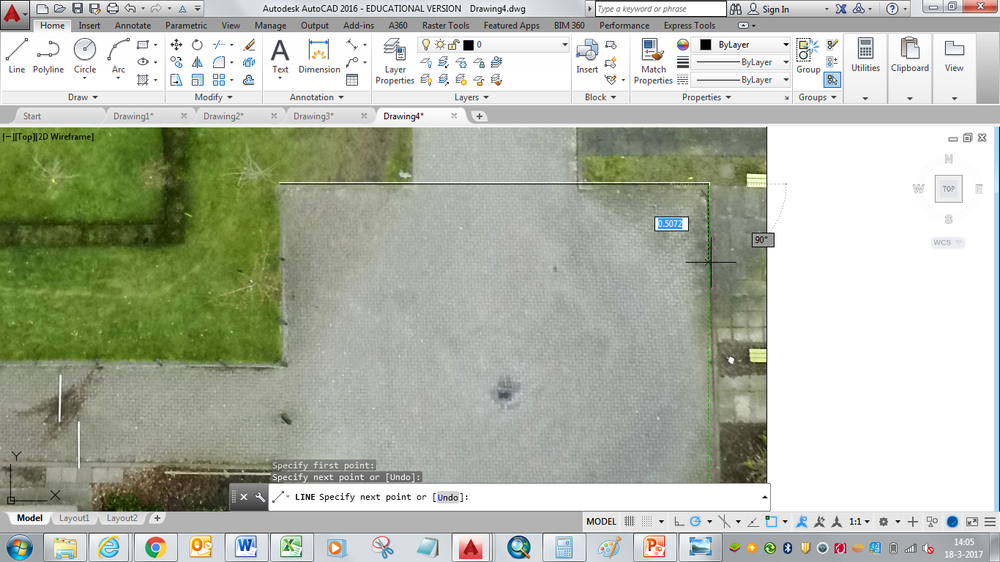 Autodesk AutoCAD 2016 - EDUCATIONAL VERSION Drawing4.dwg
Type a keyword or phrase
Sign In
Home Insert Annotate Parametric View Manage Output Add-ins A360 Raster Tools Featured Apps BIM 360 Performance Express Tools
Line Polyline Circle Arc
Draw
Modify
Text Dimension
Annotation
Layer Properties
0
Layers
Insert
Block
Match Properties
ByLayer
ByLayer
ByLayer
Properties
Group
Groups
Utilities
Clipboard
View
Start Drawing1* Drawing2* Drawing3* Drawing4*
[−][Top][2D Wireframe]
N
W TOP E
S
WCS
0.5072
90°
Y
X
Specify first point:
Specify next point or [Undo]:
LINE Specify next point or [Undo]:
Model Layout1 Layout2
MODEL
1:1
14:05
18-3-2017